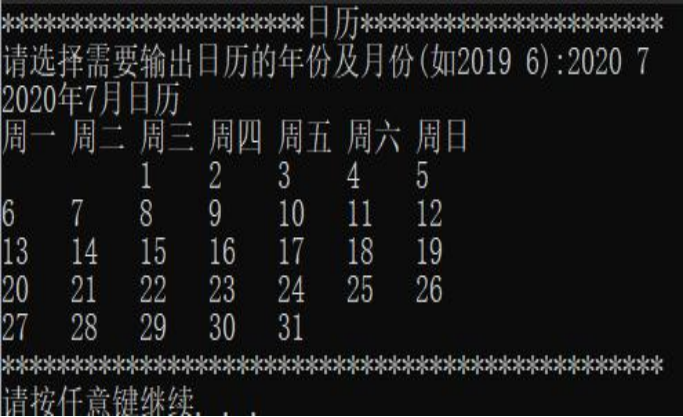 **********************日历**********************
请选择需要输出日历的年份及月份(如2019 6):2020 7
2020年7月日历
周一 周二 周三 周四 周五 周六 周日
1 2 3 4 5
6 7 8 9 10 11 12
13 14 15 16 17 18 19
20 21 22 23 24 25 26
27 28 29 30 31
************************************************
请按任意键继续. . .